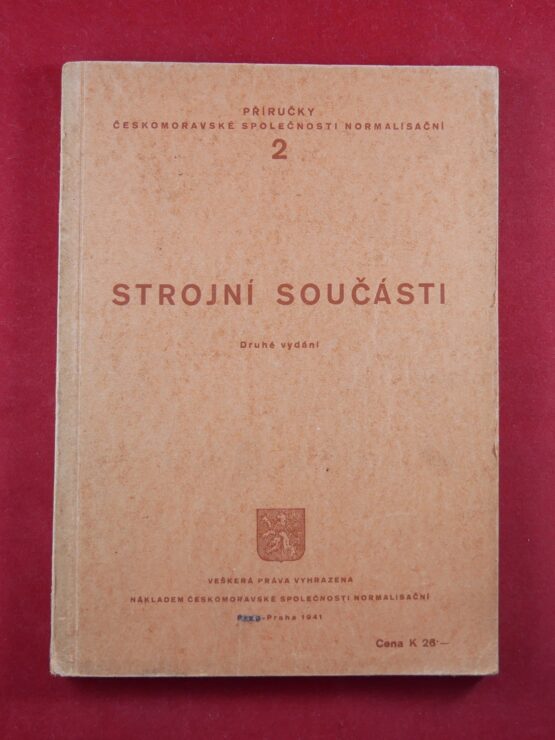 PŘÍRUČKY
ČESKOMORAVSKÉ SPOLEČNOSTI NORMALISAČNÍ
2
STROJNÍ SOUČÁSTI
Druhé vydání
VEŠKERÁ PRÁVA VYHRAZENA
NÁKLADEM ČESKOMORAVSKÉ SPOLEČNOSTI NORMALISAČNÍ
-Praha 1941
Cena K 26·—